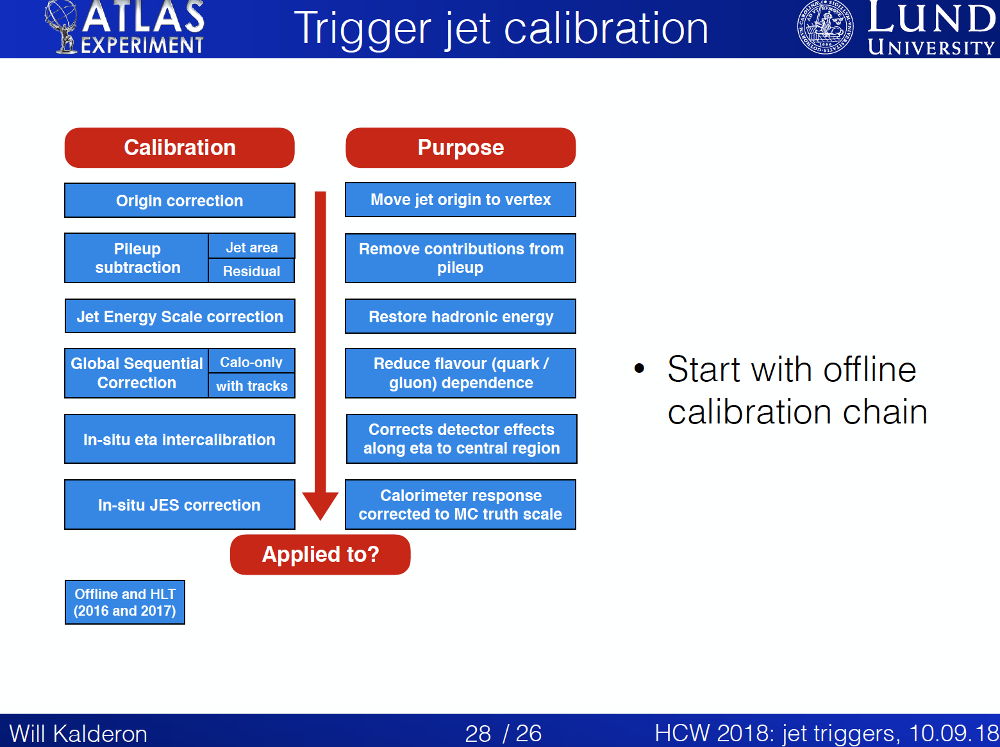 ATLAS
EXPERIMENT
Trigger jet calibration
LUND
UNIVERSITY
Calibration
Purpose
Origin correction
Move jet origin to vertex
Pileup
subtraction
Jet area
Residual
Remove contributions from
pileup
Jet Energy Scale correction
Restore hadronic energy
Global Sequential
Correction
Calo-only
with tracks
Reduce flavour (quark /
gluon) dependence
In-situ eta intercalibration
Corrects detector effects
along eta to central region
In-situ JES correction
Calorimeter response
corrected to MC truth scale
Applied to?
Offline and HLT
(2016 and 2017)
• Start with offline
calibration chain
Will Kalderon
28 / 26
HCW 2018: jet triggers, 10.09.18